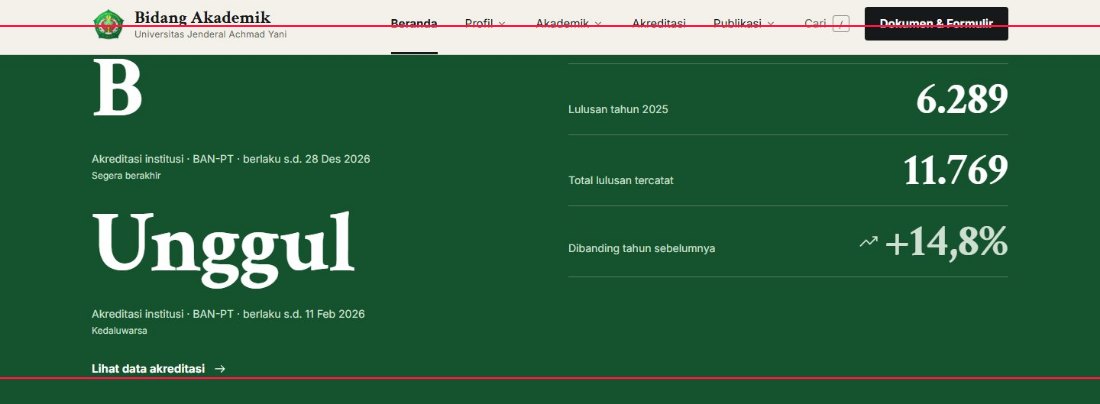 Bidang Akademik
Universitas Jenderal Achmad Yani
Beranda Profil Akademik Akreditasi Publikasi Cari / Dokumen & Formulir
B
Akreditasi institusi · BAN-PT · berlaku s.d. 28 Des 2026
Segera berakhir
Unggul
Akreditasi institusi · BAN-PT · berlaku s.d. 11 Feb 2026
Kedaluwarsa
Lihat data akreditasi →
Lulusan tahun 2025 6.289
Total lulusan tercatat 11.769
Dibanding tahun sebelumnya +14,8%